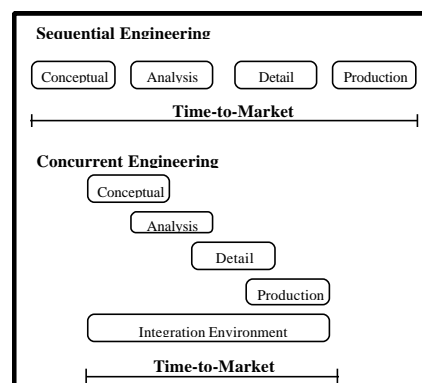 Sequential Engineering
Conceptual Analysis Detail Production
Time-to-Market
Concurrent Engineering
Conceptual
Analysis
Detail
Production
Integration Environment
Time-to-Market